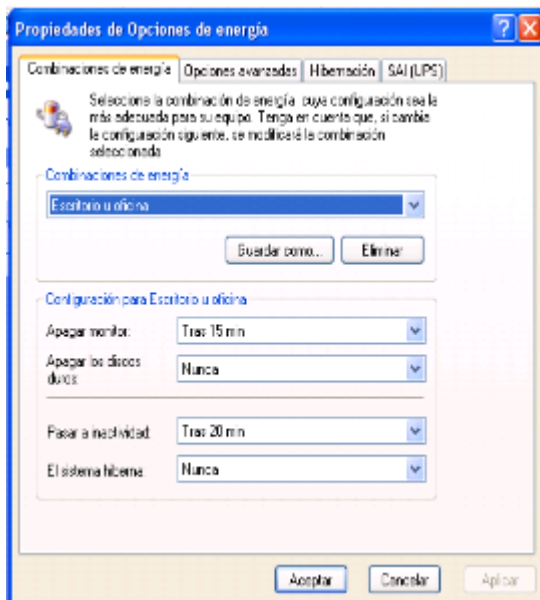 Propiedades de Opciones de energía
Combinaciones de energía Opciones avanzadas Hibernación SAI (UPS)
Seleccione la combinación de energía cuya configuración sea la
más adecuada para su equipo. Tenga en cuenta que, si cambia
la configuración siguiente, se modificará la combinación
seleccionada
Combinaciones de energía
Escritorio u oficina
Guardar como... Eliminar
Configuración para Escritorio u oficina
Apagar monitor: Tras 15 min
Apagar los discos
duros: Nunca
Pasar a inactividad: Tras 20 min
El sistema hiberna: Nunca
Aceptar Cancelar Aplicar